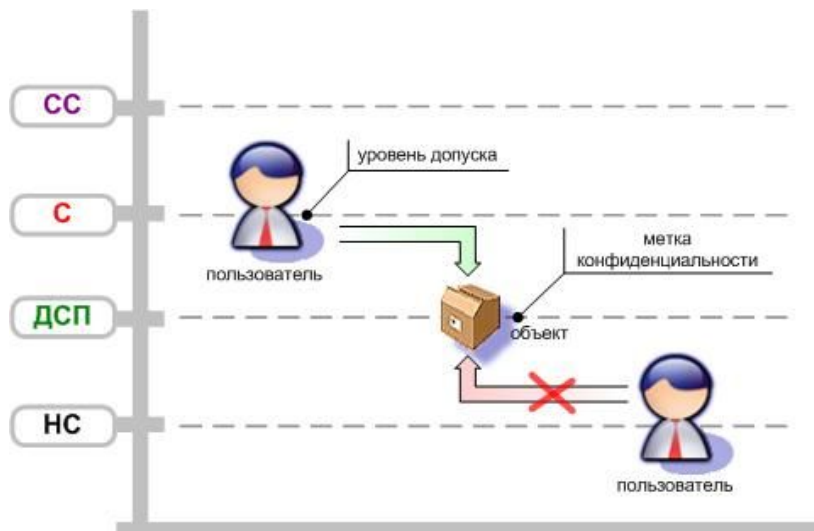 СС
уровень допуска
С
пользователь
метка
конфиденциальности
ДСП
объект
НС
пользователь